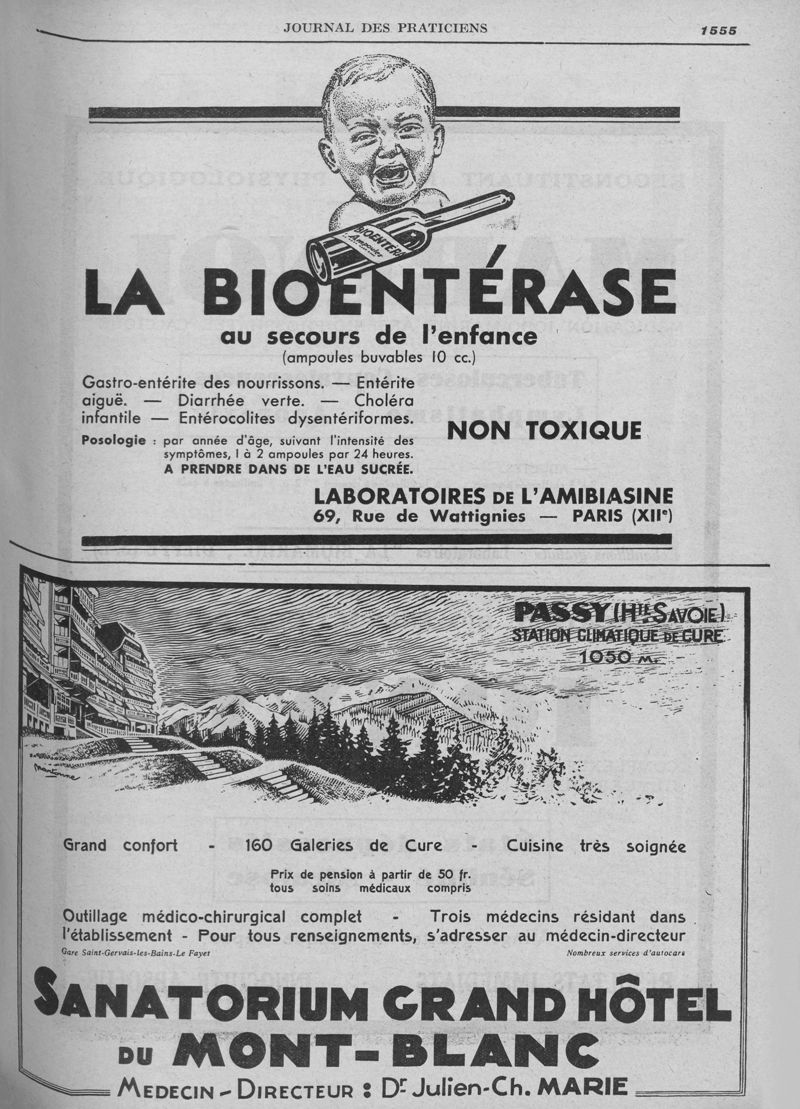 JOURNAL DES PRATICIENS 1555
BIOENTÉRA
Ampoules
LA BIOENTÉRASE
au secours de l'enfance
(ampoules buvables 10 cc.)
Gastro-entérite des nourrissons. — Entérite
aiguë. — Diarrhée verte. — Choléra
infantile — Entérocolites dysentériformes.
NON TOXIQUE
Posologie : par année d'âge, suivant l'intensité des
symptômes, 1 à 2 ampoules par 24 heures.
A PRENDRE DANS DE L'EAU SUCRÉE.
LABORATOIRES DE L'AMIBIASINE
69, Rue de Wattignies — PARIS (XIIe)
PASSY (HTE SAVOIE)
STATION CLIMATIQUE DE CURE
1050 M.
Grand confort - 160 Galeries de Cure - Cuisine très soignée
Prix de pension à partir de 50 fr.
tous soins médicaux compris
Outillage médico-chirurgical complet - Trois médecins résidant dans
l'établissement - Pour tous renseignements, s'adresser au médecin-directeur
Gare Saint-Gervais-les-Bains-Le Fayet Nombreux services d'autocars
SANATORIUM GRAND HÔTEL
DU MONT-BLANC
MEDECIN-DIRECTEUR : Dr Julien-Ch. MARIE